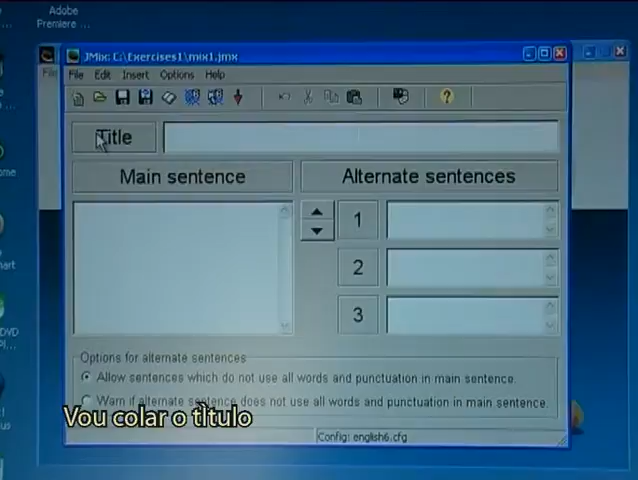 Adobe
Premiere ...
JMix: C:\Exercises1\mix1.jmx
File Edit Insert Options Help
Title
Main sentence
Alternate sentences
1
2
3
Options for alternate sentences
Allow sentences which do not use all words and punctuation in main sentence.
Warn if alternate sentence does not use all words and punctuation in main sentence.
Vou colar o tìtulo
Config: english6.cfg